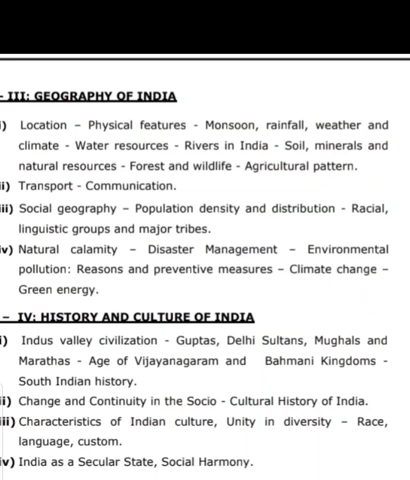 - III: GEOGRAPHY OF INDIA
i) Location – Physical features - Monsoon, rainfall, weather and
climate - Water resources - Rivers in India - Soil, minerals and
natural resources - Forest and wildlife - Agricultural pattern.
ii) Transport - Communication.
iii) Social geography – Population density and distribution - Racial,
linguistic groups and major tribes.
iv) Natural calamity – Disaster Management – Environmental
pollution: Reasons and preventive measures – Climate change –
Green energy.
– IV: HISTORY AND CULTURE OF INDIA
i) Indus valley civilization - Guptas, Delhi Sultans, Mughals and
Marathas - Age of Vijayanagaram and Bahmani Kingdoms -
South Indian history.
ii) Change and Continuity in the Socio - Cultural History of India.
iii) Characteristics of Indian culture, Unity in diversity – Race,
language, custom.
iv) India as a Secular State, Social Harmony.